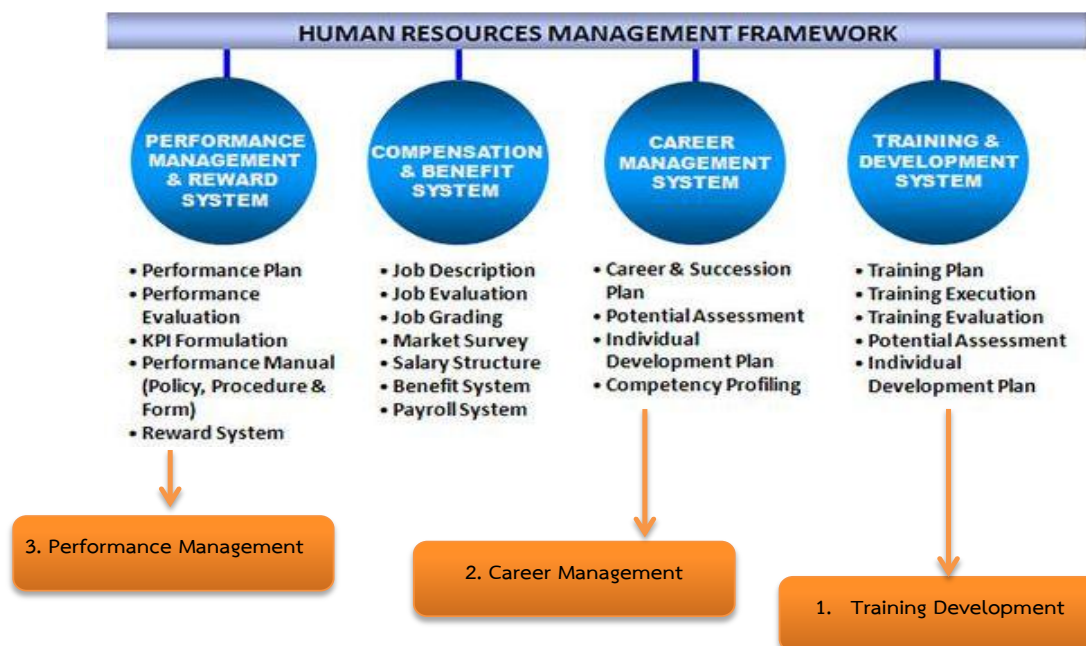 HUMAN RESOURCES MANAGEMENT FRAMEWORK
PERFORMANCE
MANAGEMENT
& REWARD
SYSTEM
COMPENSATION
& BENEFIT
SYSTEM
CAREER
MANAGEMENT
SYSTEM
TRAINING &
DEVELOPMENT
SYSTEM
• Performance Plan
• Performance
Evaluation
• KPI Formulation
• Performance Manual
(Policy, Procedure &
Form)
• Reward System
• Job Description
• Job Evaluation
• Job Grading
• Market Survey
• Salary Structure
• Benefit System
• Payroll System
• Career & Succession
Plan
• Potential Assessment
• Individual
Development Plan
• Competency Profiling
• Training Plan
• Training Execution
• Training Evaluation
• Potential Assessment
• Individual
Development Plan
3. Performance Management
2. Career Management
1. Training Development